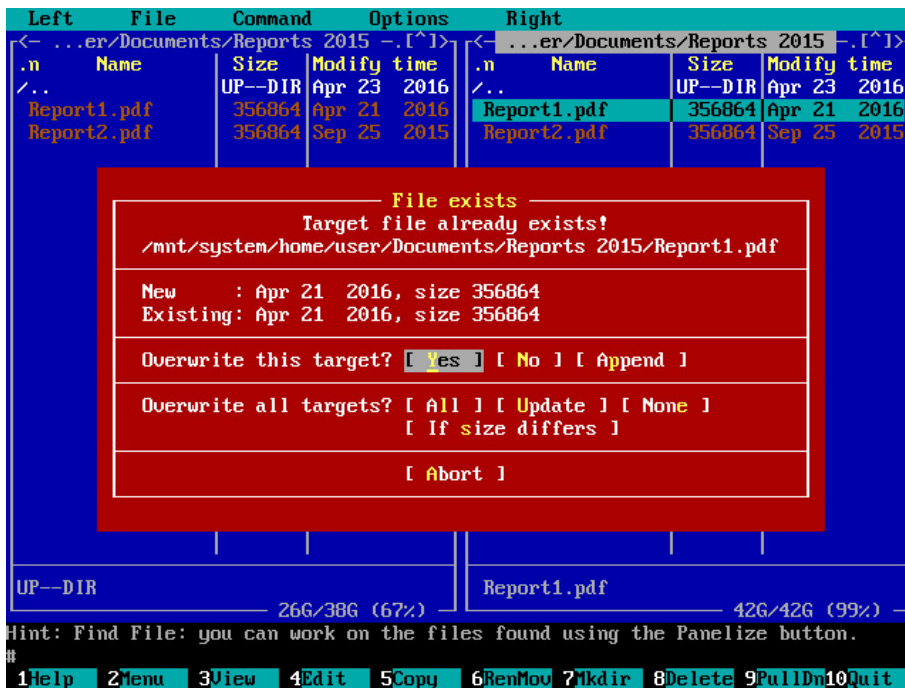 Left File Command Options Right
<- ...er/Documents/Reports 2015 -.[^]> <- ...er/Documents/Reports 2015 -.[^]>
.n Name Size Modify time .n Name Size Modify time
/.. UP--DIR Apr 23 2016 /.. UP--DIR Apr 23 2016
Report1.pdf 356864 Apr 21 2016 Report1.pdf 356864 Apr 21 2016
Report2.pdf 356864 Sep 25 2015 Report2.pdf 356864 Sep 25 2015
File exists
Target file already exists!
/mnt/system/home/user/Documents/Reports 2015/Report1.pdf
New : Apr 21 2016, size 356864
Existing: Apr 21 2016, size 356864
Overwrite this target? [ Yes ] [ No ] [ Append ]
Overwrite all targets? [ All ] [ Update ] [ None ]
[ If size differs ]
[ Abort ]
UP--DIR Report1.pdf
26G/38G (67%) 42G/42G (99%)
Hint: Find File: you can work on the files found using the Panelize button.
#
1Help 2Menu 3View 4Edit 5Copy 6RenMov 7Mkdir 8Delete 9PullDn 10Quit